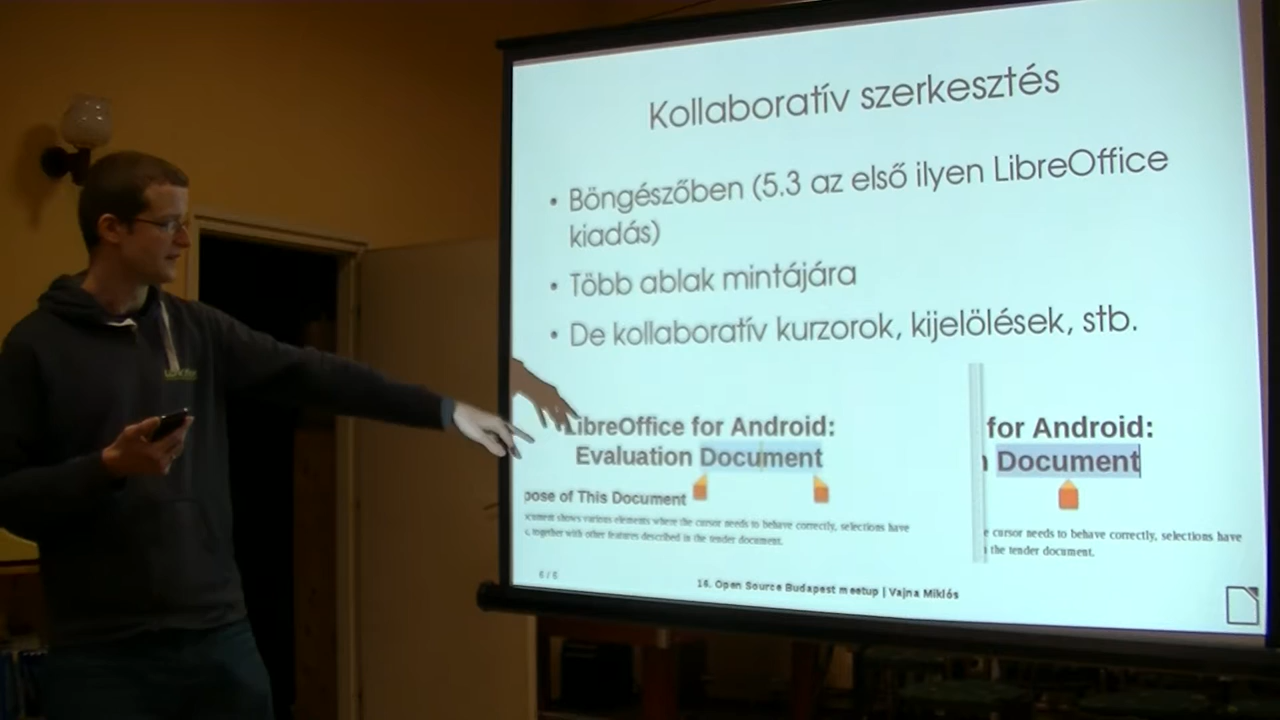 Kollaboratív szerkesztés
• Böngészőben (5.3 az első ilyen LibreOffice
kiadás)
• Több ablak mintájára
• De kollaboratív kurzorok, kijelölések, stb.
LibreOffice for Android:
Evaluation Document
pose of This Document
cument shows various elements where the cursor needs to behave correctly, selections have
, together with other features described in the tender document.
for Android:
Document
e cursor needs to behave correctly, selections have
the tender document.
6 / 6
16. Open Source Budapest meetup | Vajna Miklós